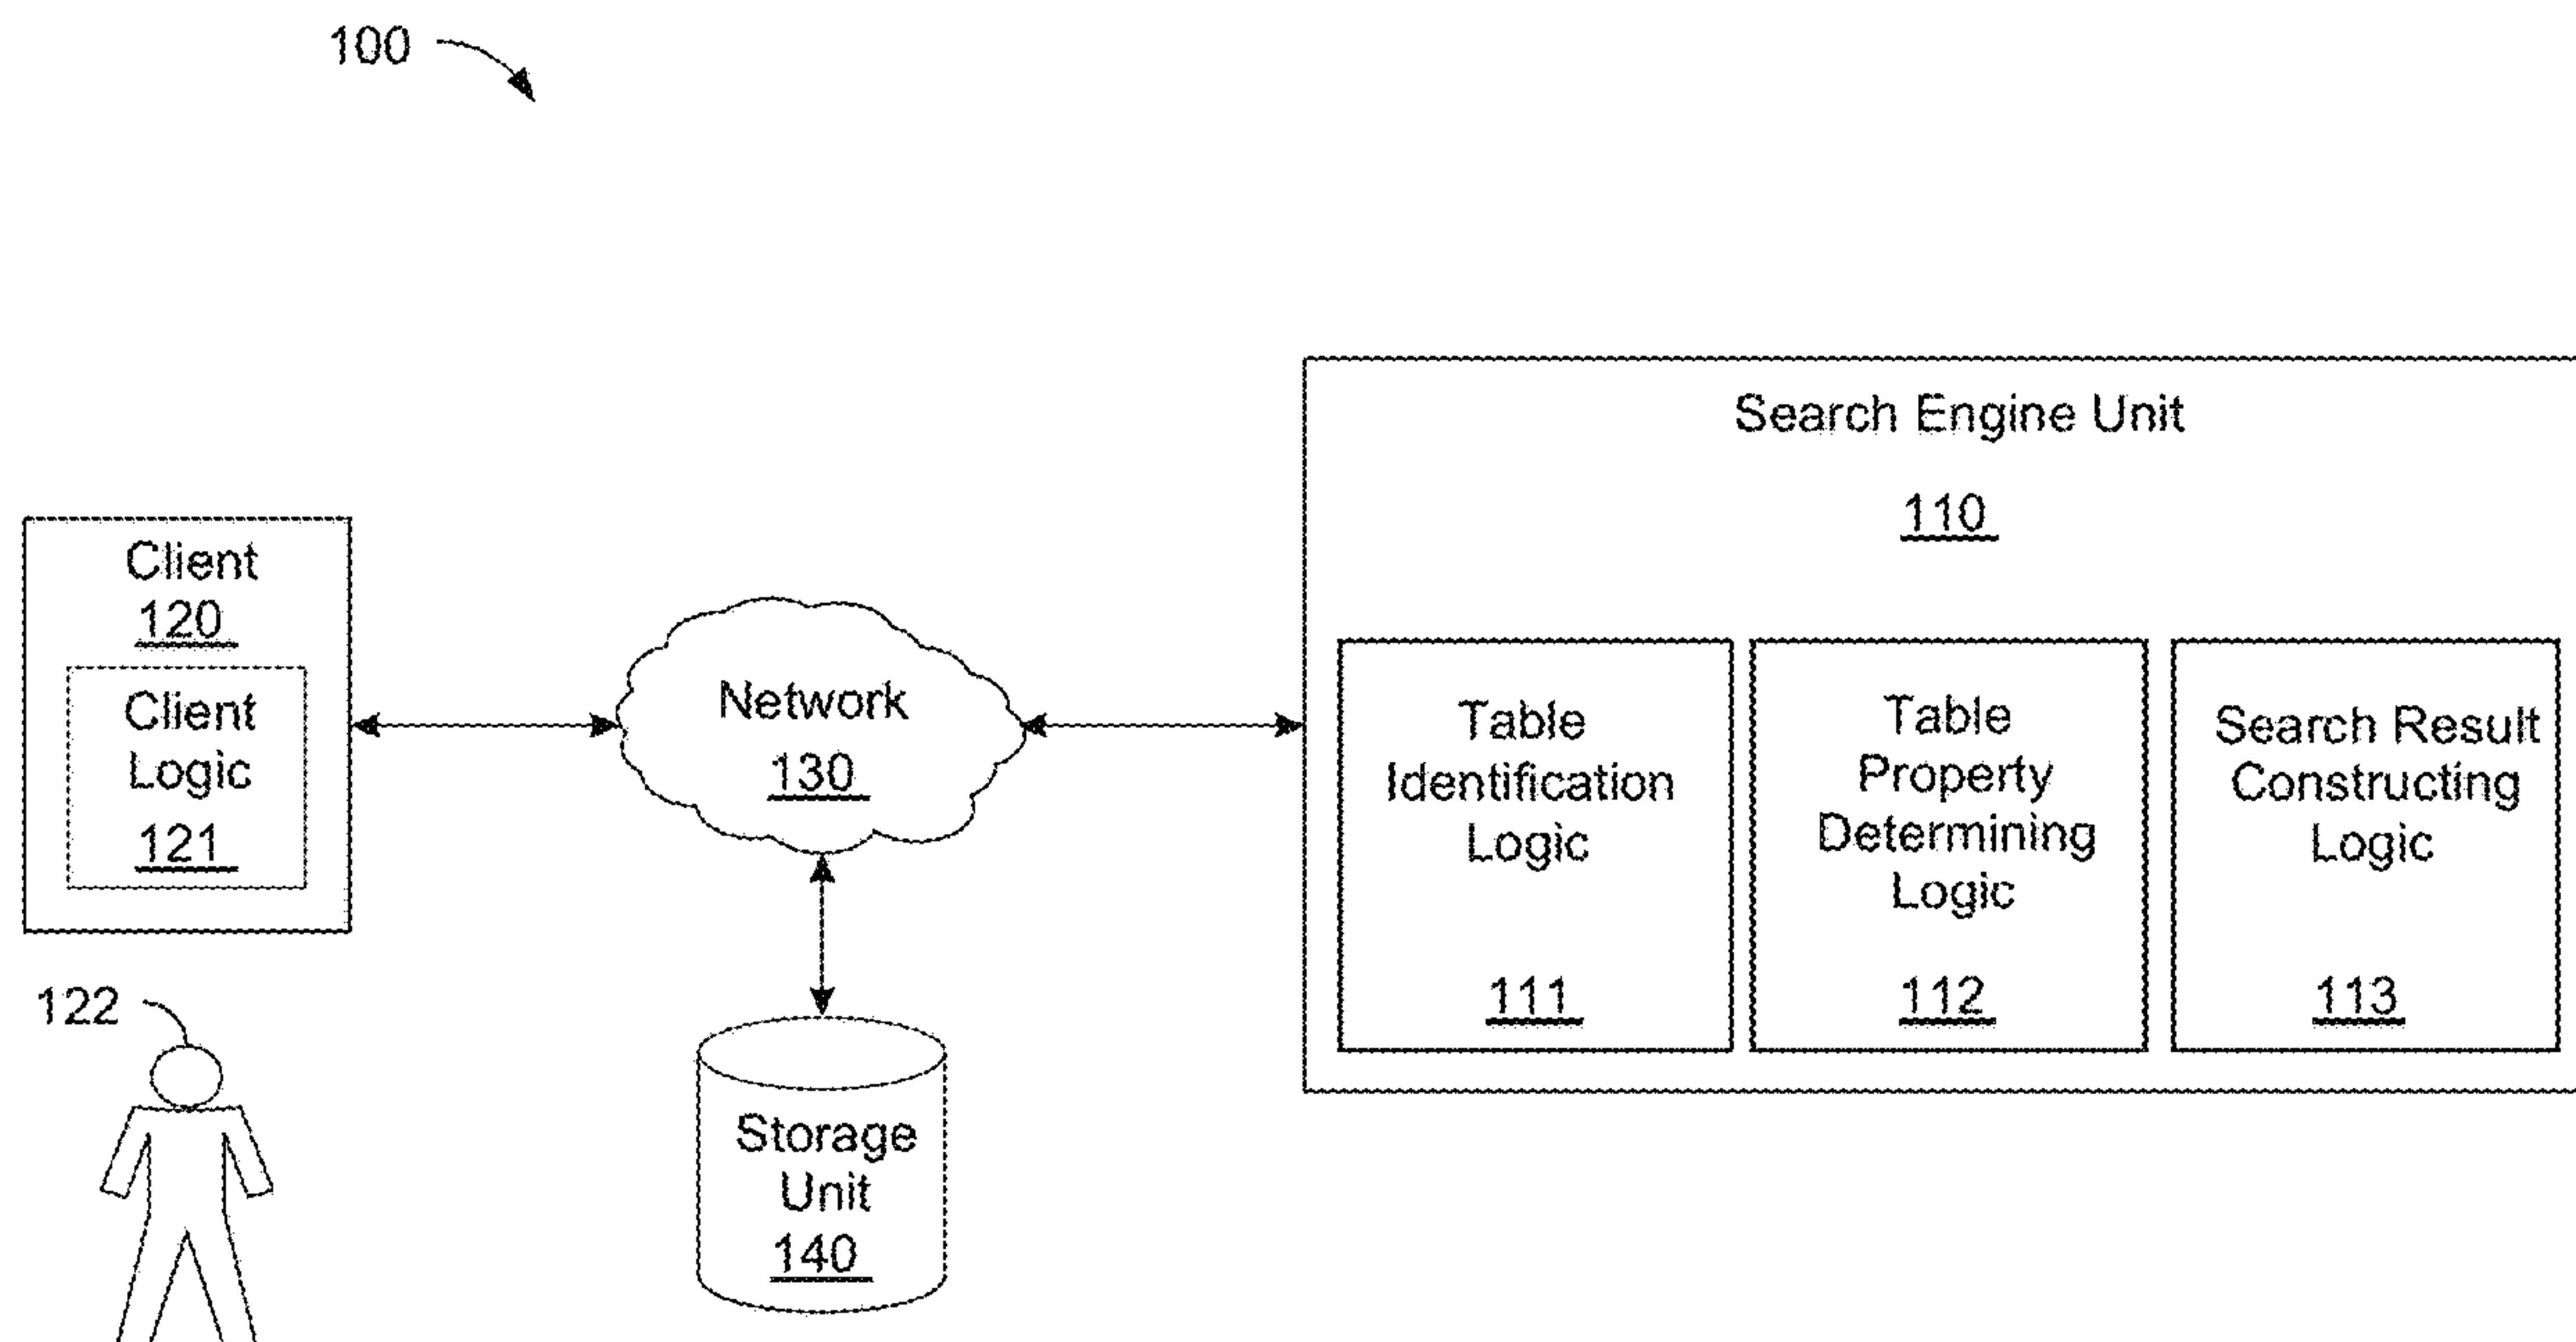 100
Search Engine Unit
110
Client
120
Client
Logic
121
Network
130
Table
Identification
Logic
111
Table
Property
Determining
Logic
112
Search Result
Constructing
Logic
113
122
Storage
Unit
140